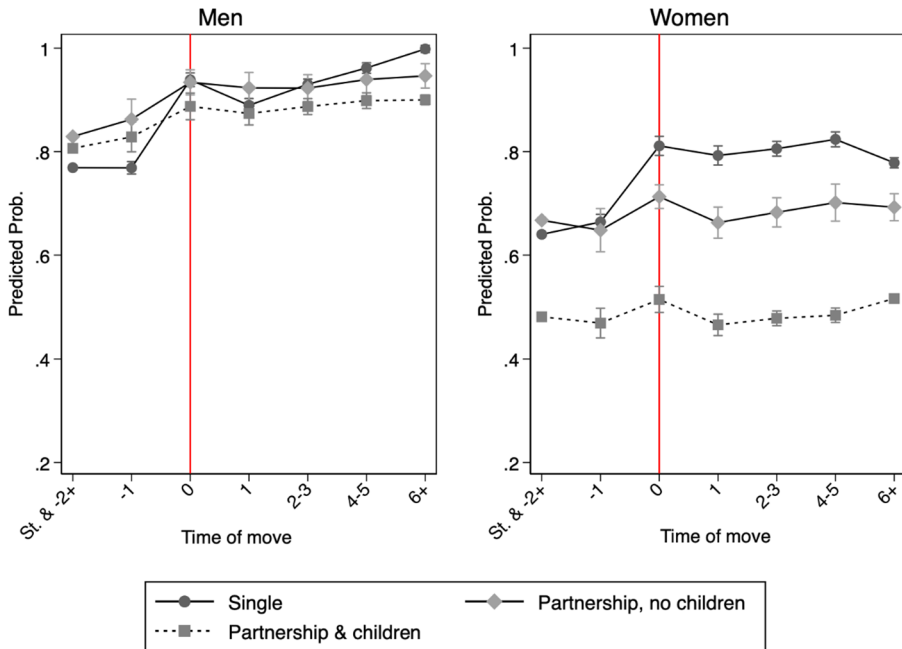 Men
Women
1
.8
.6
.4
.2
Predicted Prob.
St. & -2+
-1
0
1
2-3
4-5
6+
Time of move
1
.8
.6
.4
.2
Predicted Prob.
St. & -2+
-1
0
1
2-3
4-5
6+
Time of move
Single
Partnership, no children
Partnership & children